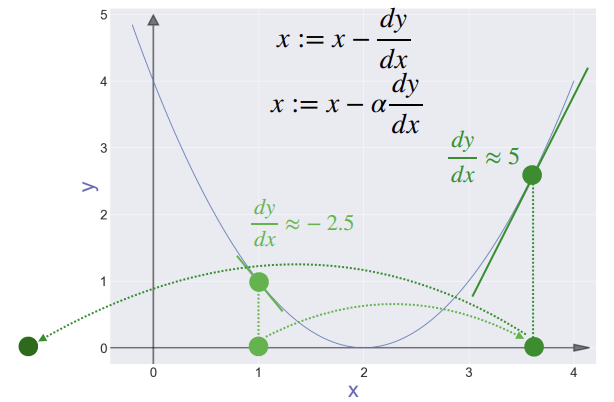 x := x − dy/dx
x := x − α dy/dx
dy/dx ≈ 5
dy/dx ≈ − 2.5
y
5
4
3
2
1
0
0 1 2 3 4
x